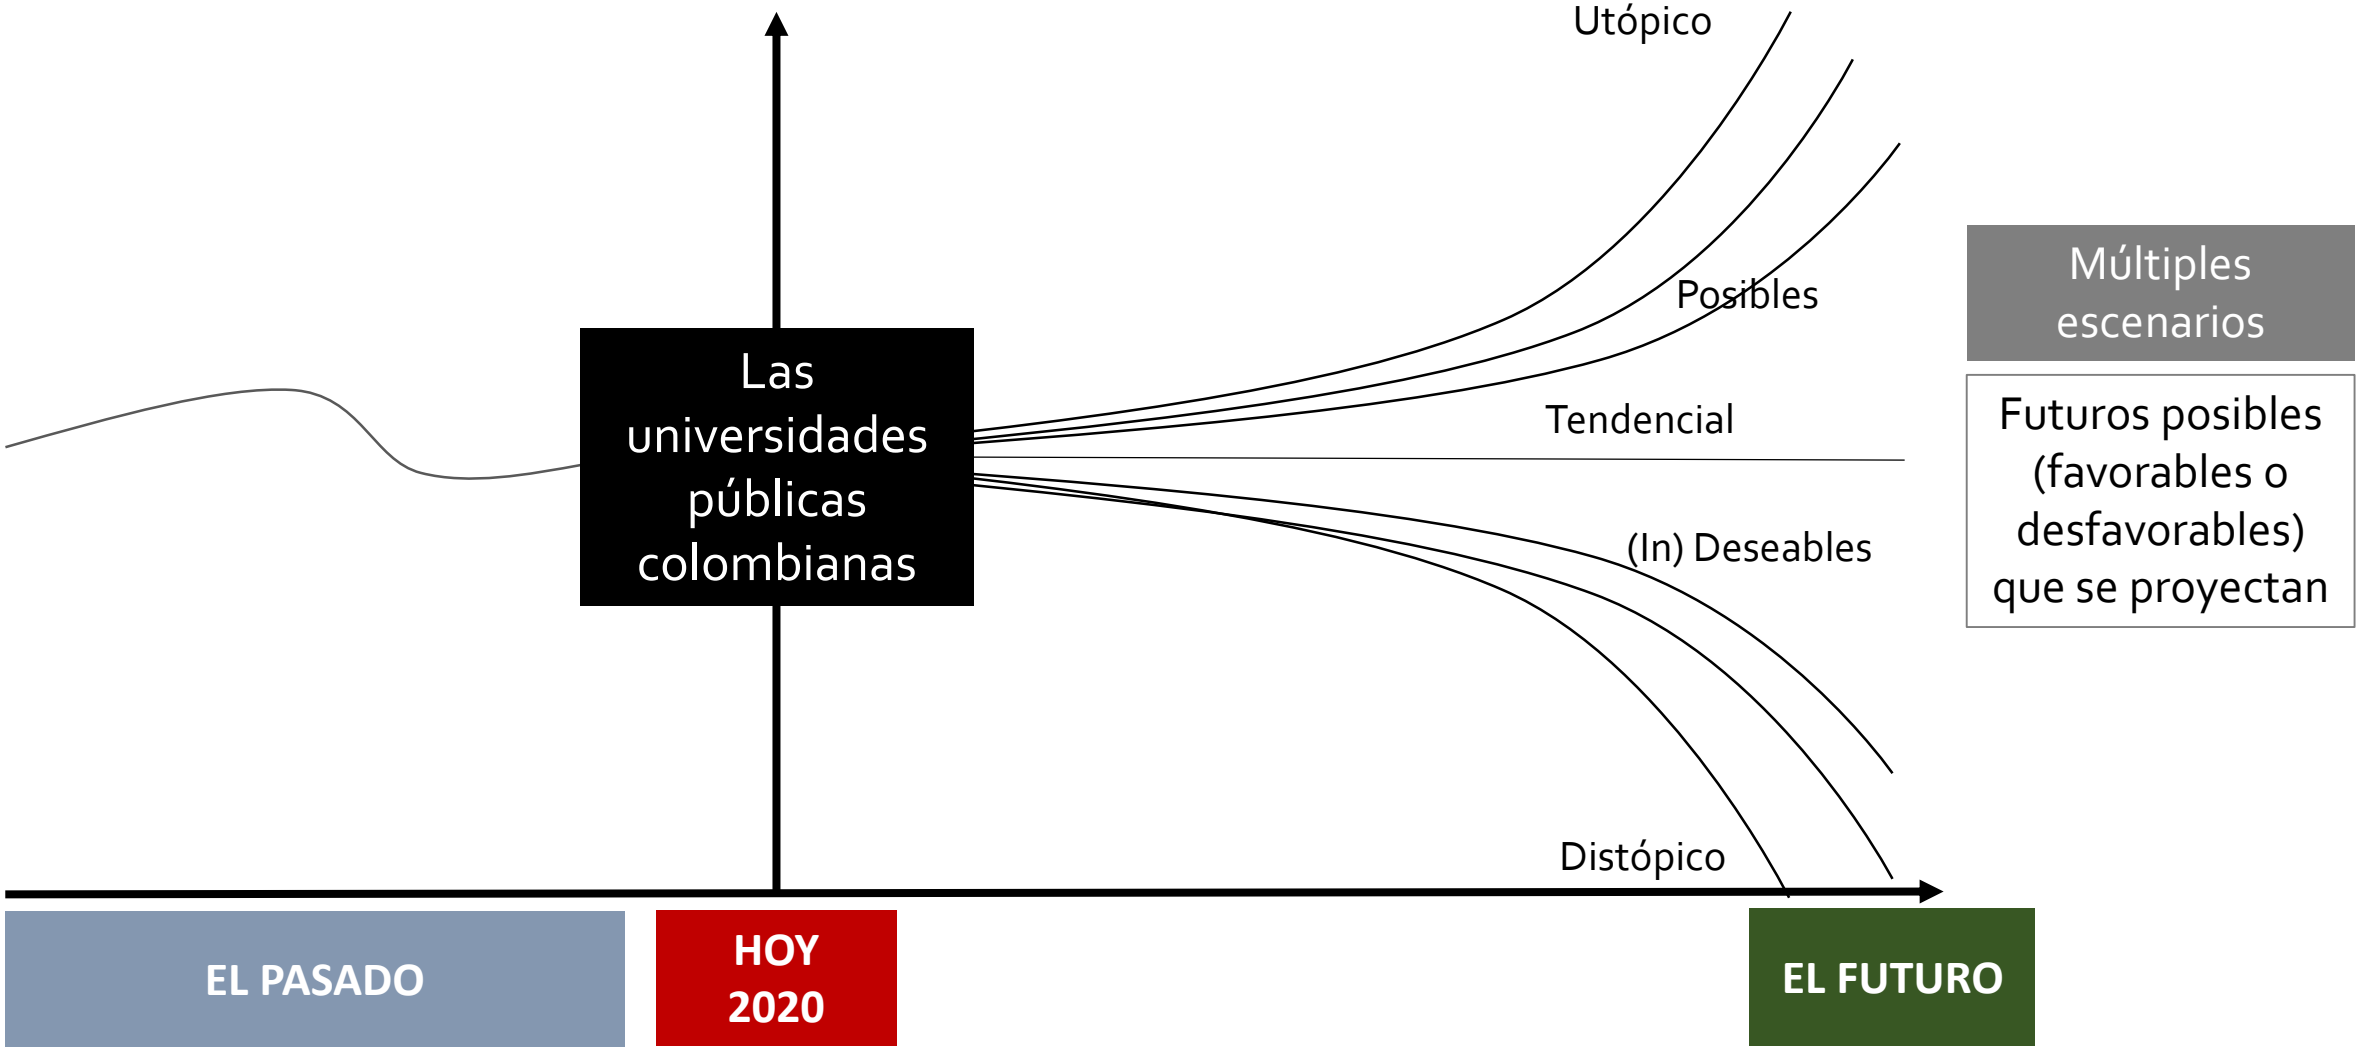 Utópico
Posibles
Múltiples
escenarios
Las
universidades
públicas
colombianas
Tendencial
Futuros posibles
(favorables o
desfavorables)
que se proyectan
(In) Deseables
Distópico
EL PASADO
HOY
2020
EL FUTURO